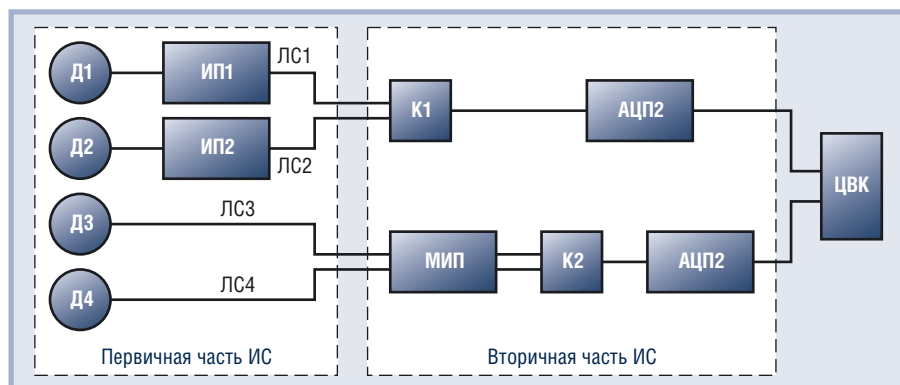 Д1
ИП1
ЛС1
К1
АЦП2
Д2
ИП2
ЛС2
ЦВК
Д3
ЛС3
МИП
К2
АЦП2
Д4
ЛС4
Первичная часть ИС
Вторичная часть ИС